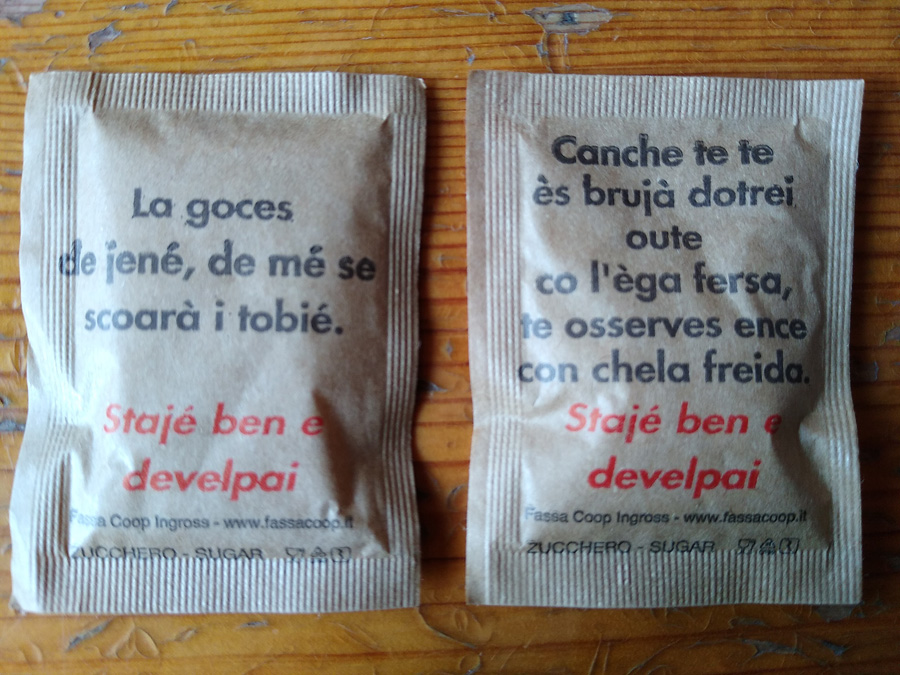 La goces
de jené, de mé se
scoarà i tobié.
Stajé ben e
develpai
Fassa Coop Ingross - www.fassacoop.it
ZUCCHERO - SUGAR
Canche te te
ès brujà dotrei
oute
co l'èga fersa,
te osserves ence
con chela freida.
Stajé ben e
develpai
Fassa Coop Ingross - www.fassacoop.it
ZUCCHERO - SUGAR